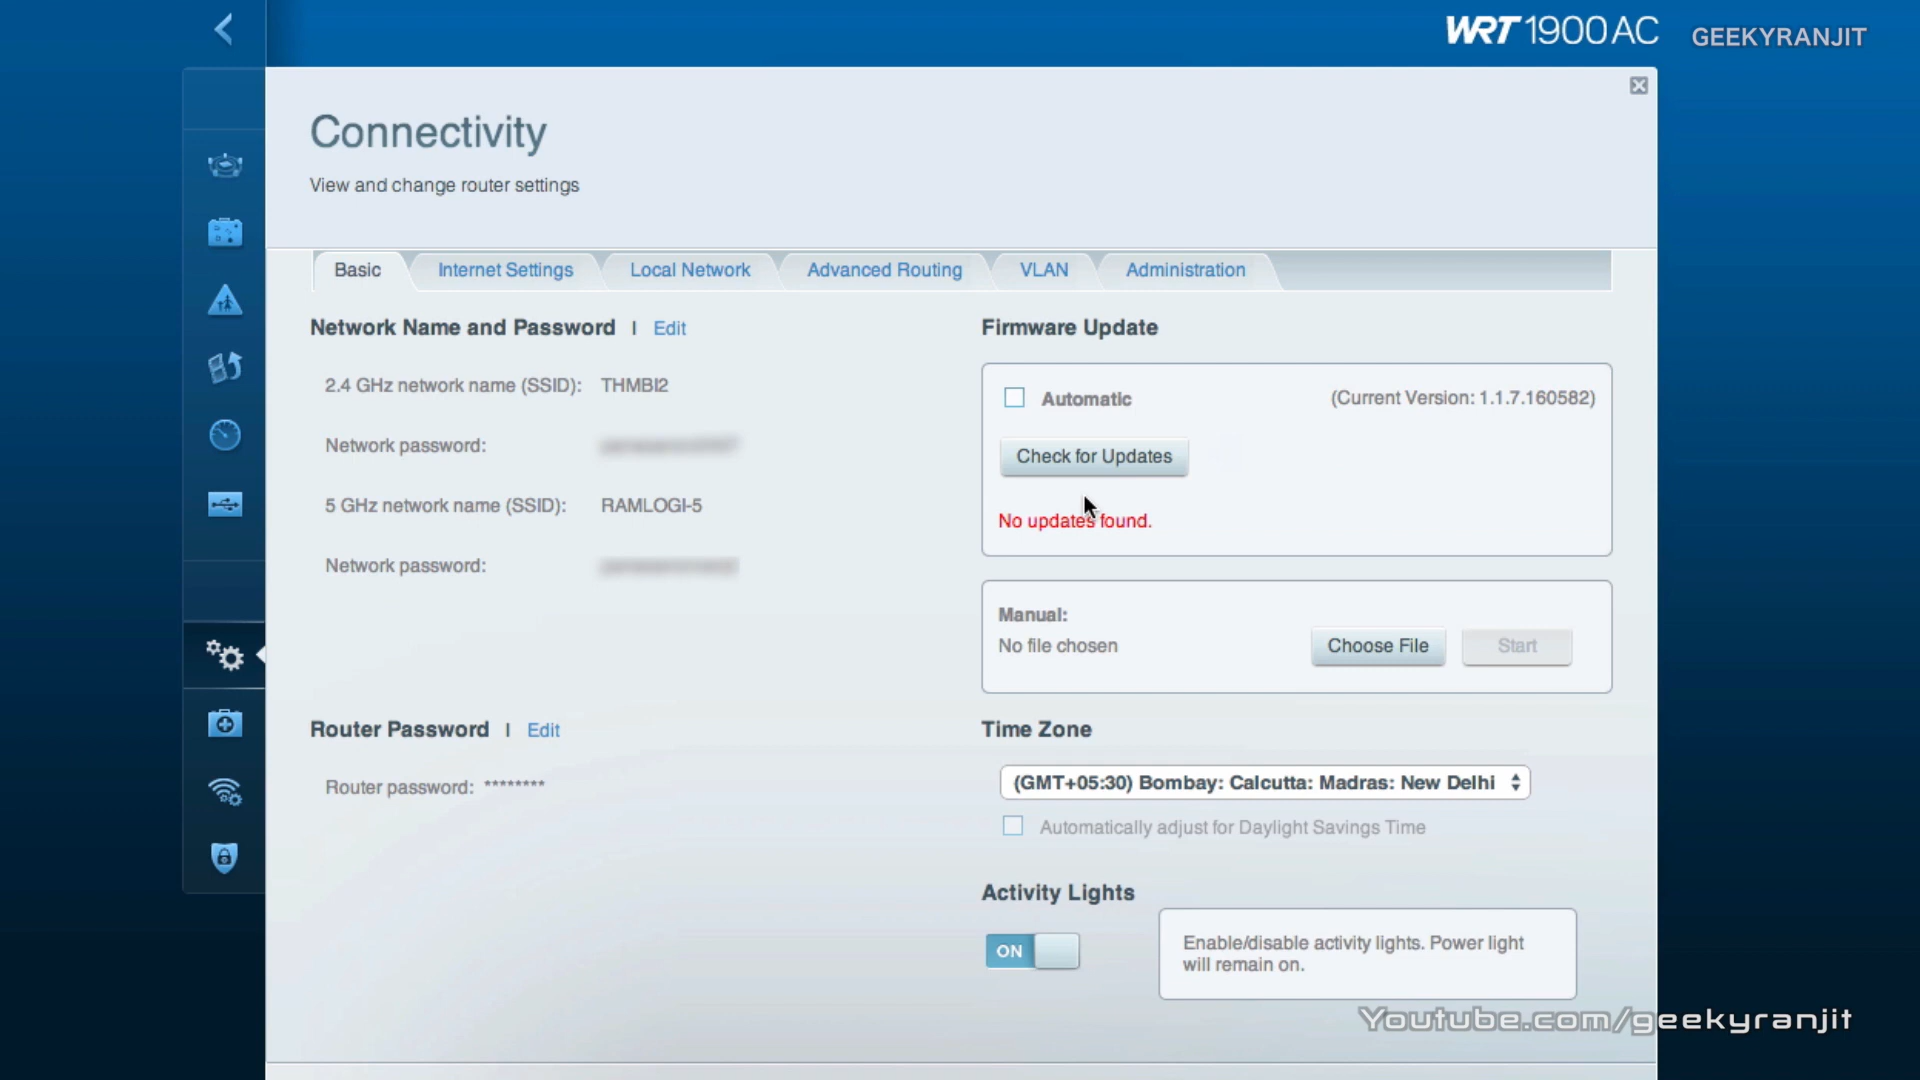 WRT 1900AC GEEKYRANJIT
Connectivity
View and change router settings
Basic Internet Settings Local Network Advanced Routing VLAN Administration
Network Name and Password | Edit
2.4 GHz network name (SSID): THMBI2
Network password:
5 GHz network name (SSID): RAMLOGI-5
Network password:
Router Password | Edit
Router password: ********
Firmware Update
Automatic (Current Version: 1.1.7.160582)
Check for Updates
No updates found.
Manual:
No file chosen Choose File Start
Time Zone
(GMT+05:30) Bombay: Calcutta: Madras: New Delhi
Automatically adjust for Daylight Savings Time
Activity Lights
ON
Enable/disable activity lights. Power light
will remain on.
Youtube.com/geekyranjit